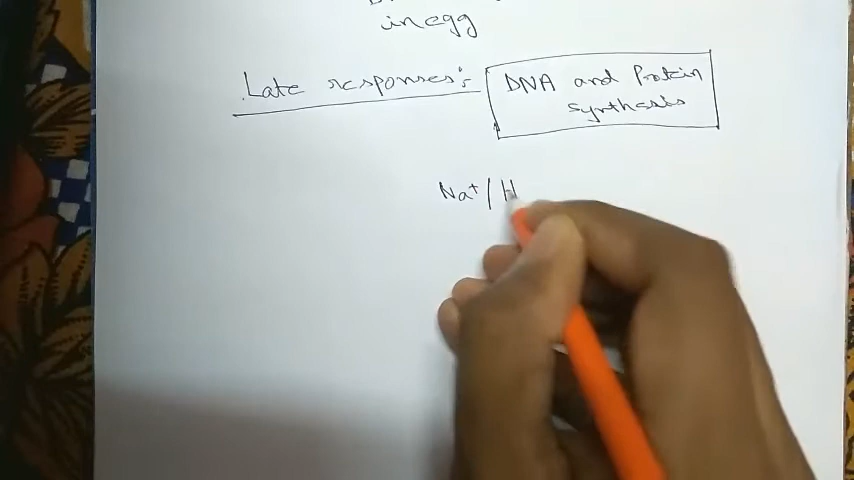 in egg
Late responses:
DNA and Protein
synthesis
Na+/H